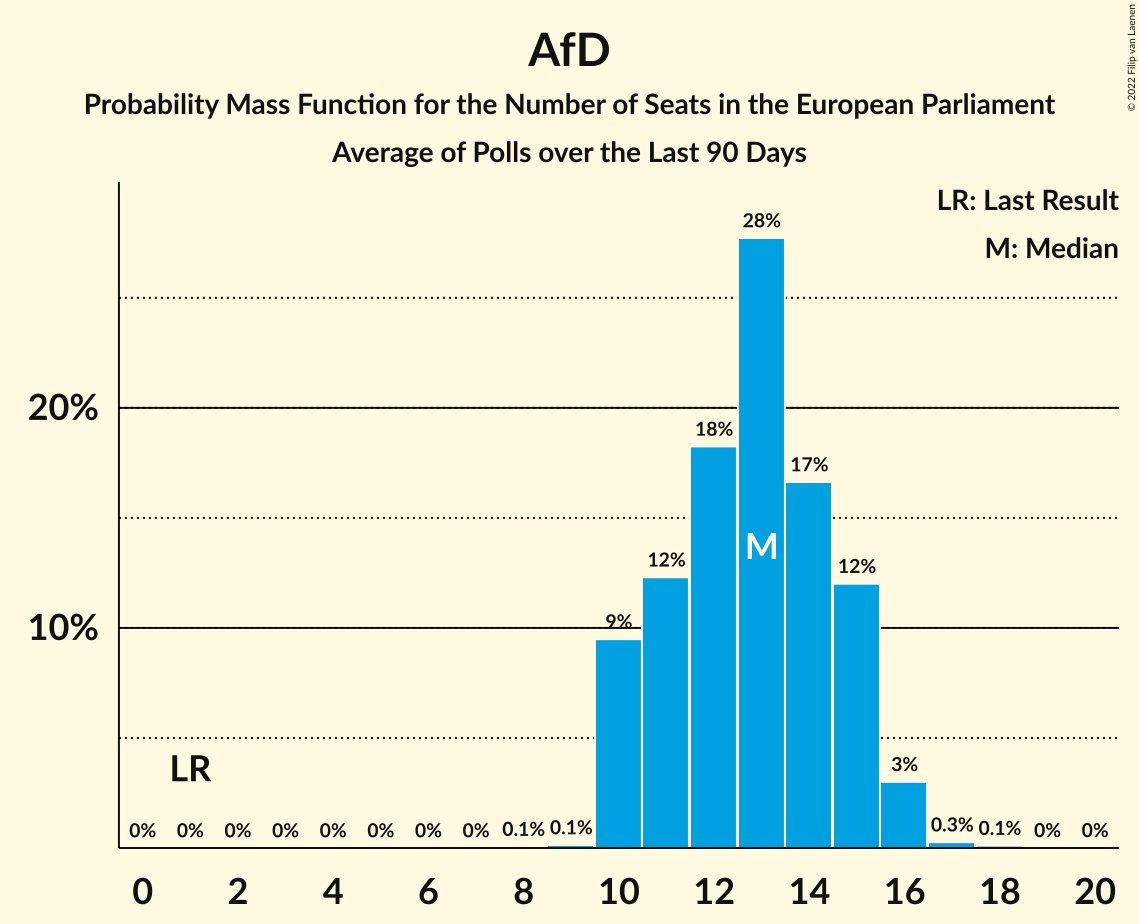 AfD
Probability Mass Function for the Number of Seats in the European Parliament
Average of Polls over the Last 90 Days
© 2022 Filip van Laenen
LR: Last Result
M: Median
28%
20%
18%
17%
M
12%
12%
10%
9%
LR
3%
0% 0% 0% 0% 0% 0% 0% 0% 0.1% 0.1% 0.3% 0.1% 0% 0%
0 2 4 6 8 10 12 14 16 18 20